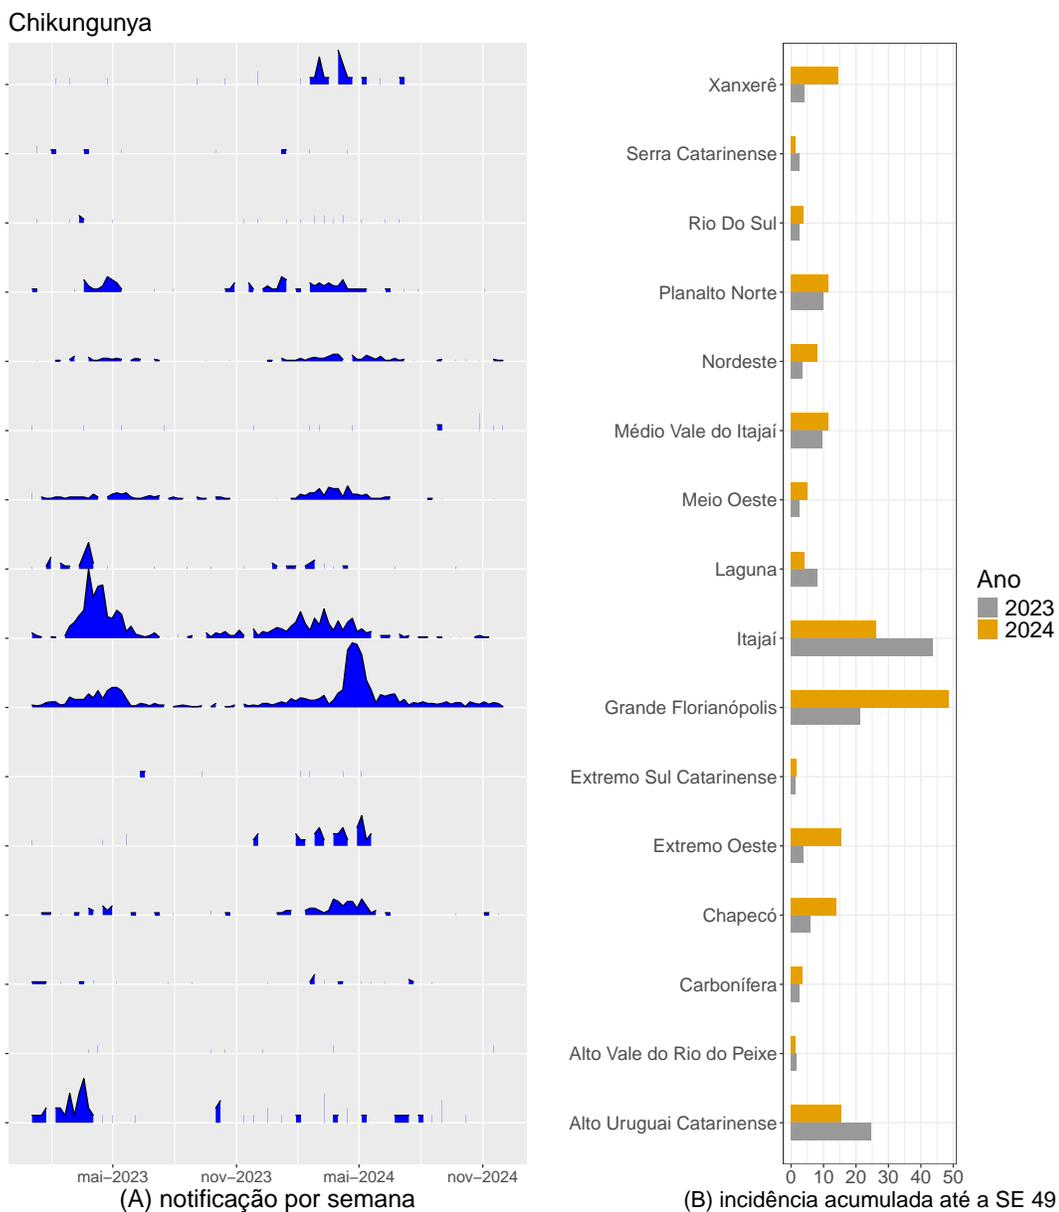 Chikungunya
Xanxerê
Serra Catarinense
Rio Do Sul
Planalto Norte
Nordeste
Médio Vale do Itajaí
Meio Oeste
Laguna
Itajaí
Grande Florianópolis
Extremo Sul Catarinense
Extremo Oeste
Chapecó
Carbonífera
Alto Vale do Rio do Peixe
Alto Uruguai Catarinense
Ano
2023
2024
mai–2023 nov–2023 mai–2024 nov–2024
(A) notificação por semana
0 10 20 30 40 50
(B) incidência acumulada até a SE 49